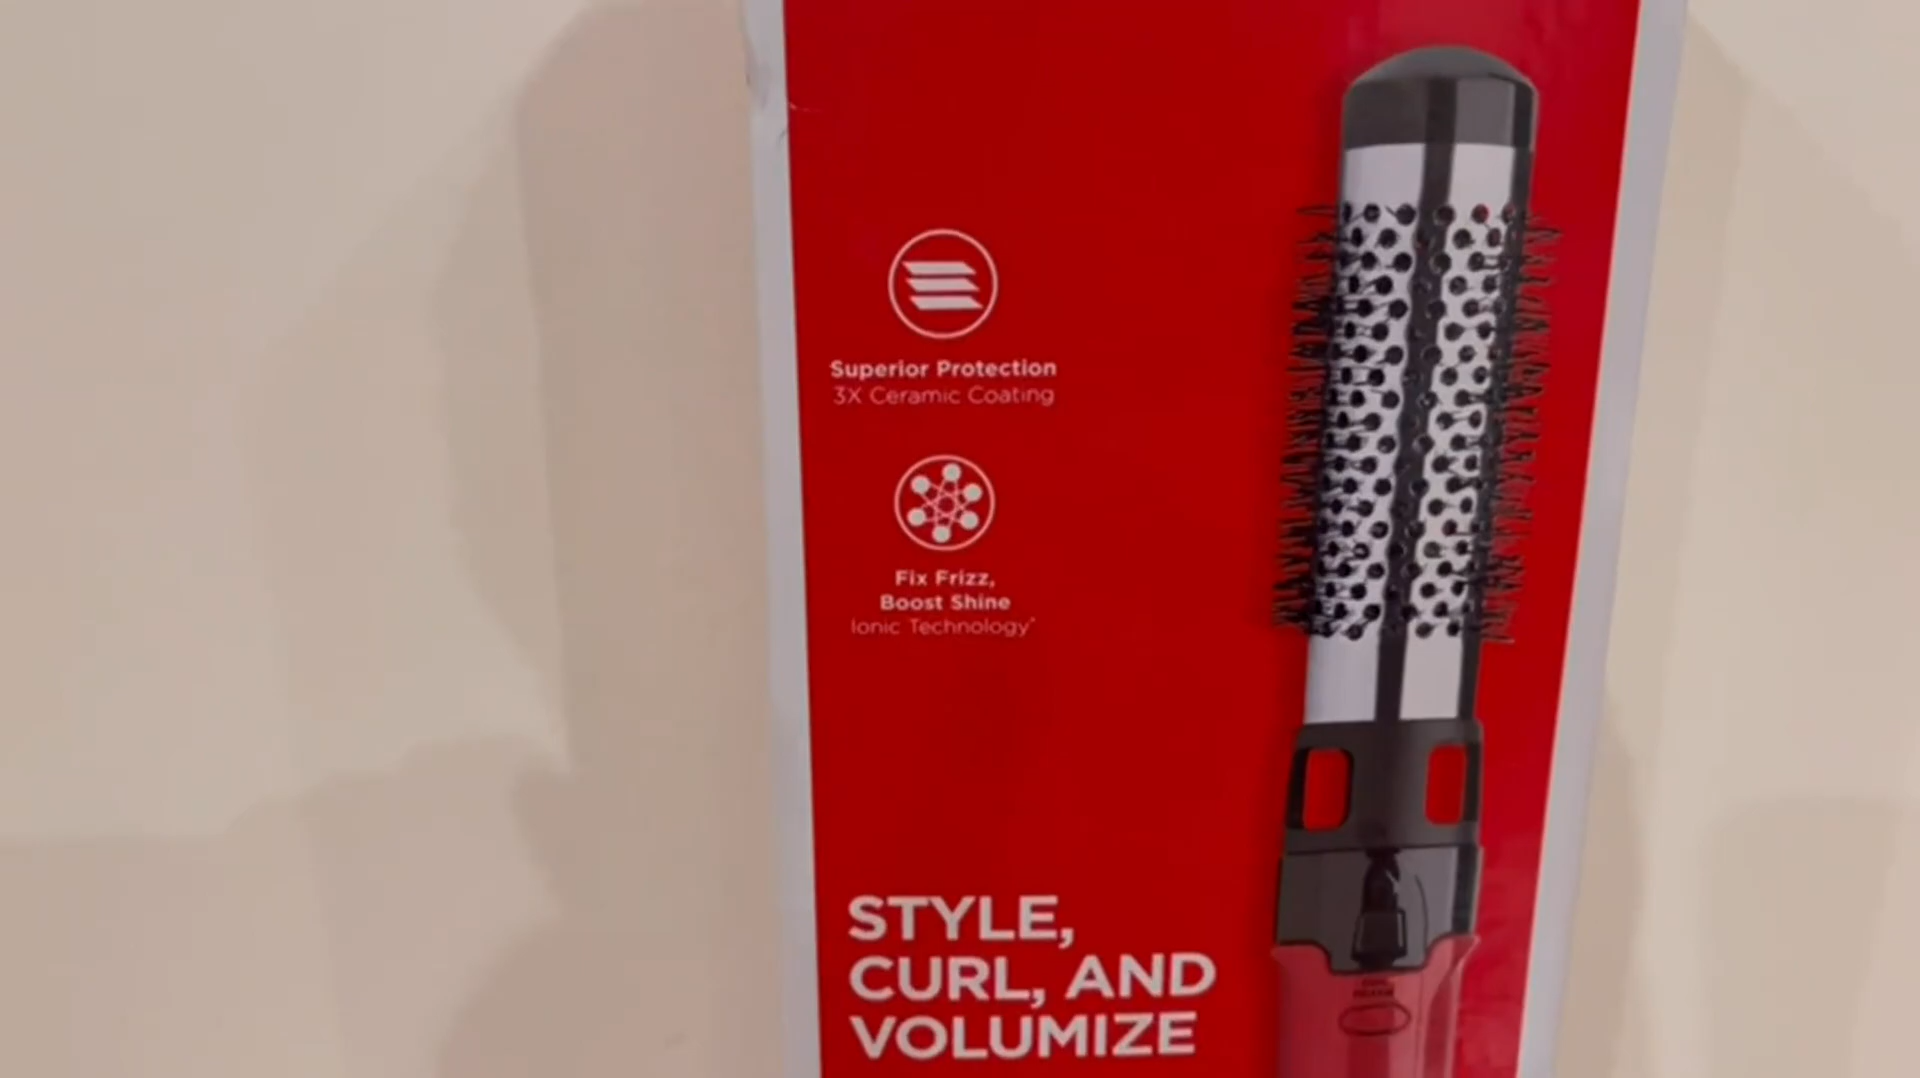 Superior Protection
3X Ceramic Coating
Fix Frizz,
Boost Shine
Ionic Technology*
STYLE,
CURL, AND
VOLUMIZE